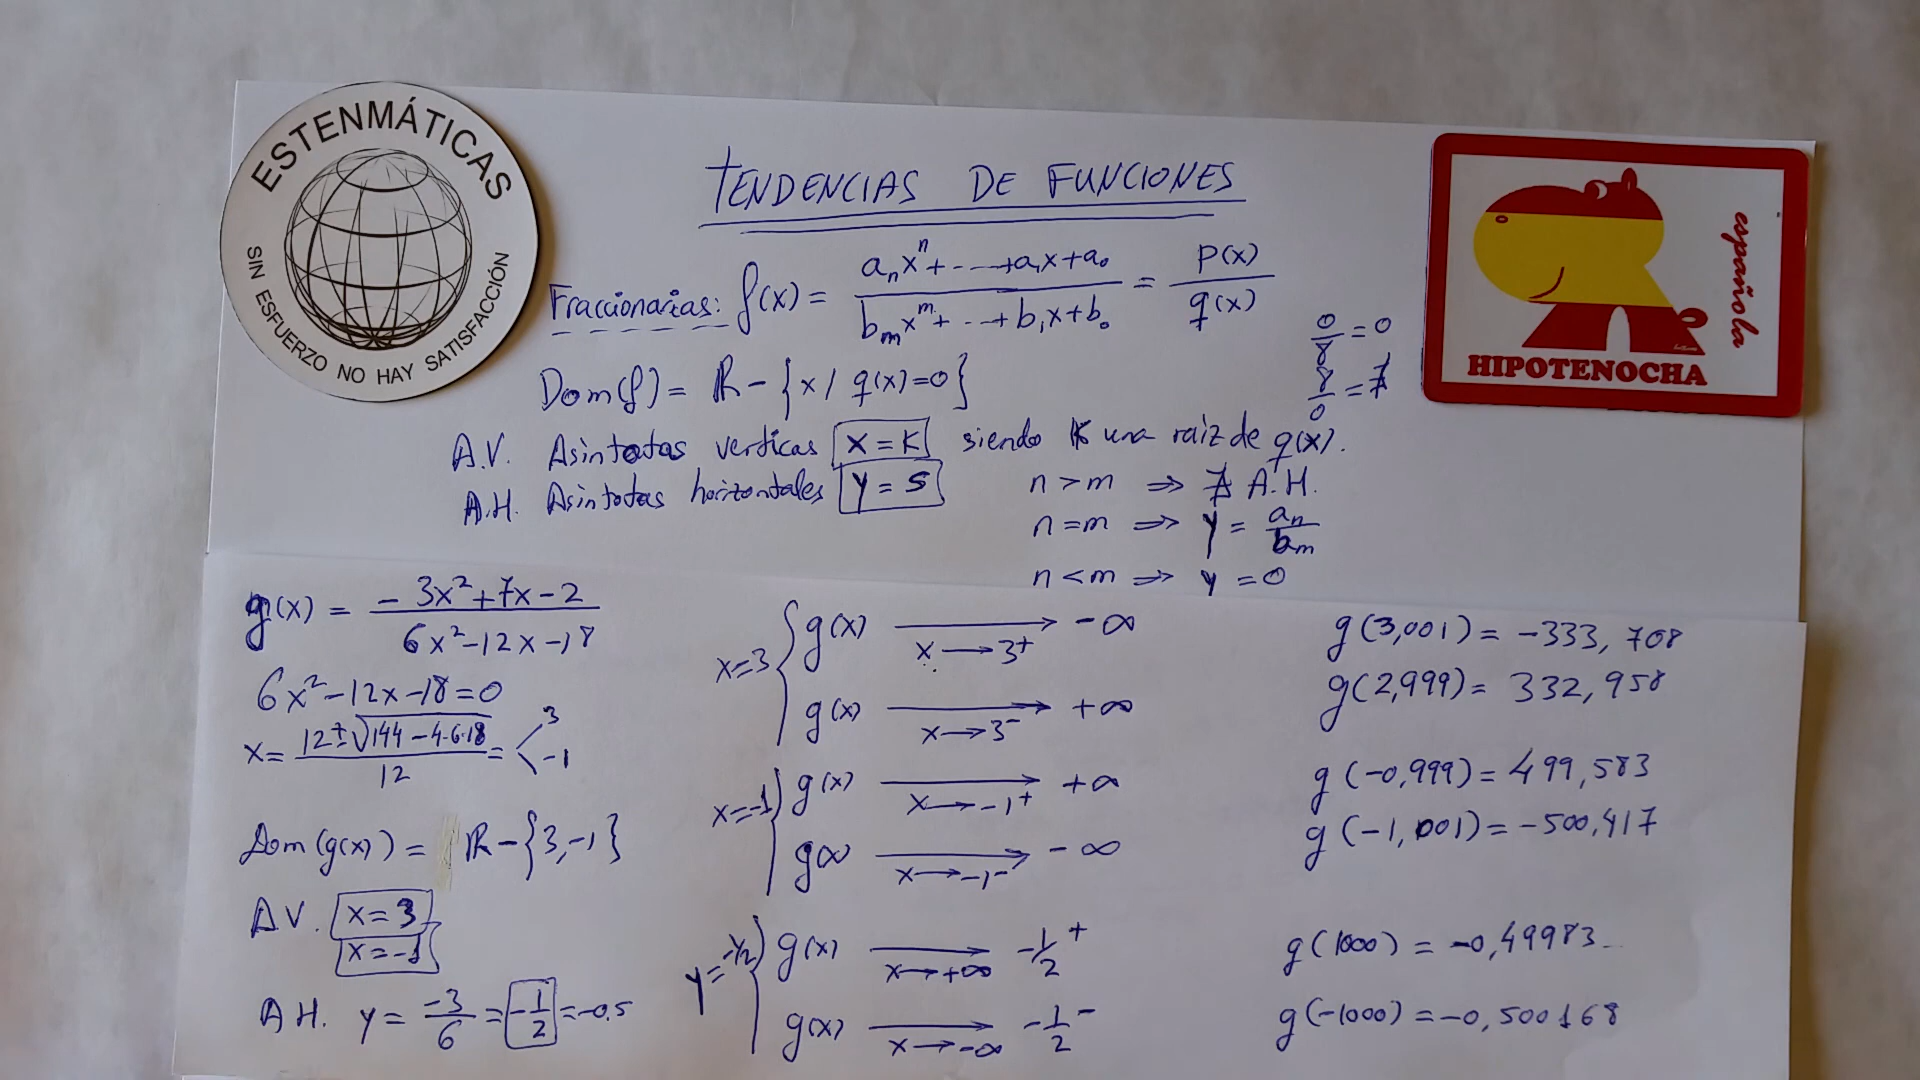 ESTENMÁTICAS
SIN ESFUERZO NO HAY SATISFACCIÓN
TENDENCIAS DE FUNCIONES
española
HIPOTENOCHA
Fraccionarias: f(x) = (aₙxⁿ + ... + a₁x + a₀) / (bₘxᵐ + ... + b₁x + b₀) = P(x) / q(x)
0/8 = 0
8/0 = ∄
Dom(f) = ℝ - {x / q(x)=0}
A.V. Asintotas verticas x = K siendo K una raiz de q(x).
A.H. Asintotas horizontales y = s
n > m ⇒ ∄ A.H.
n = m ⇒ y = aₙ/bₘ
n < m ⇒ y = 0
g(x) = (-3x²+7x-2) / (6x²-12x-18)
6x²-12x-18=0
x = (12±√(144-4·6·18)) / 12 = < 3 -1
Dom(g(x)) = ℝ - {3,-1}
A.V. x=3
x=-1
A.H. y = -3/6 = -1/2 = -0,5
x=3 { g(x) ⟶ -∞
x→3⁺
g(x) ⟶ +∞
x→3⁻
x=-1 } g(x) ⟶ +∞
x→-1⁺
g(x) ⟶ -∞
x→-1⁻
y=-1/2 } g(x) ⟶ -1/2⁺
x→+∞
g(x) ⟶ -1/2⁻
x→-∞
g(3,001) = -333,708
g(2,999) = 332,958
g(-0,999) = 499,583
g(-1,001) = -500,417
g(1000) = -0,49983
g(-1000) = -0,500168